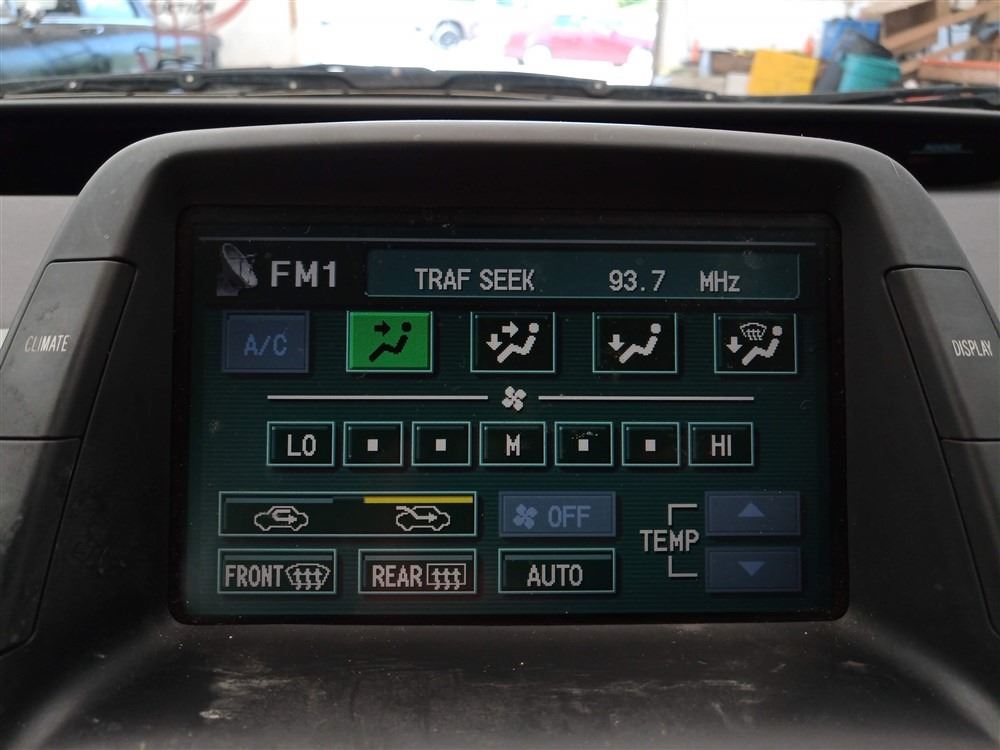 FM1 TRAF SEEK 93.7 MHz
CLIMATE
A/C
DISPLAY
LO M HI
OFF
TEMP
FRONT REAR AUTO